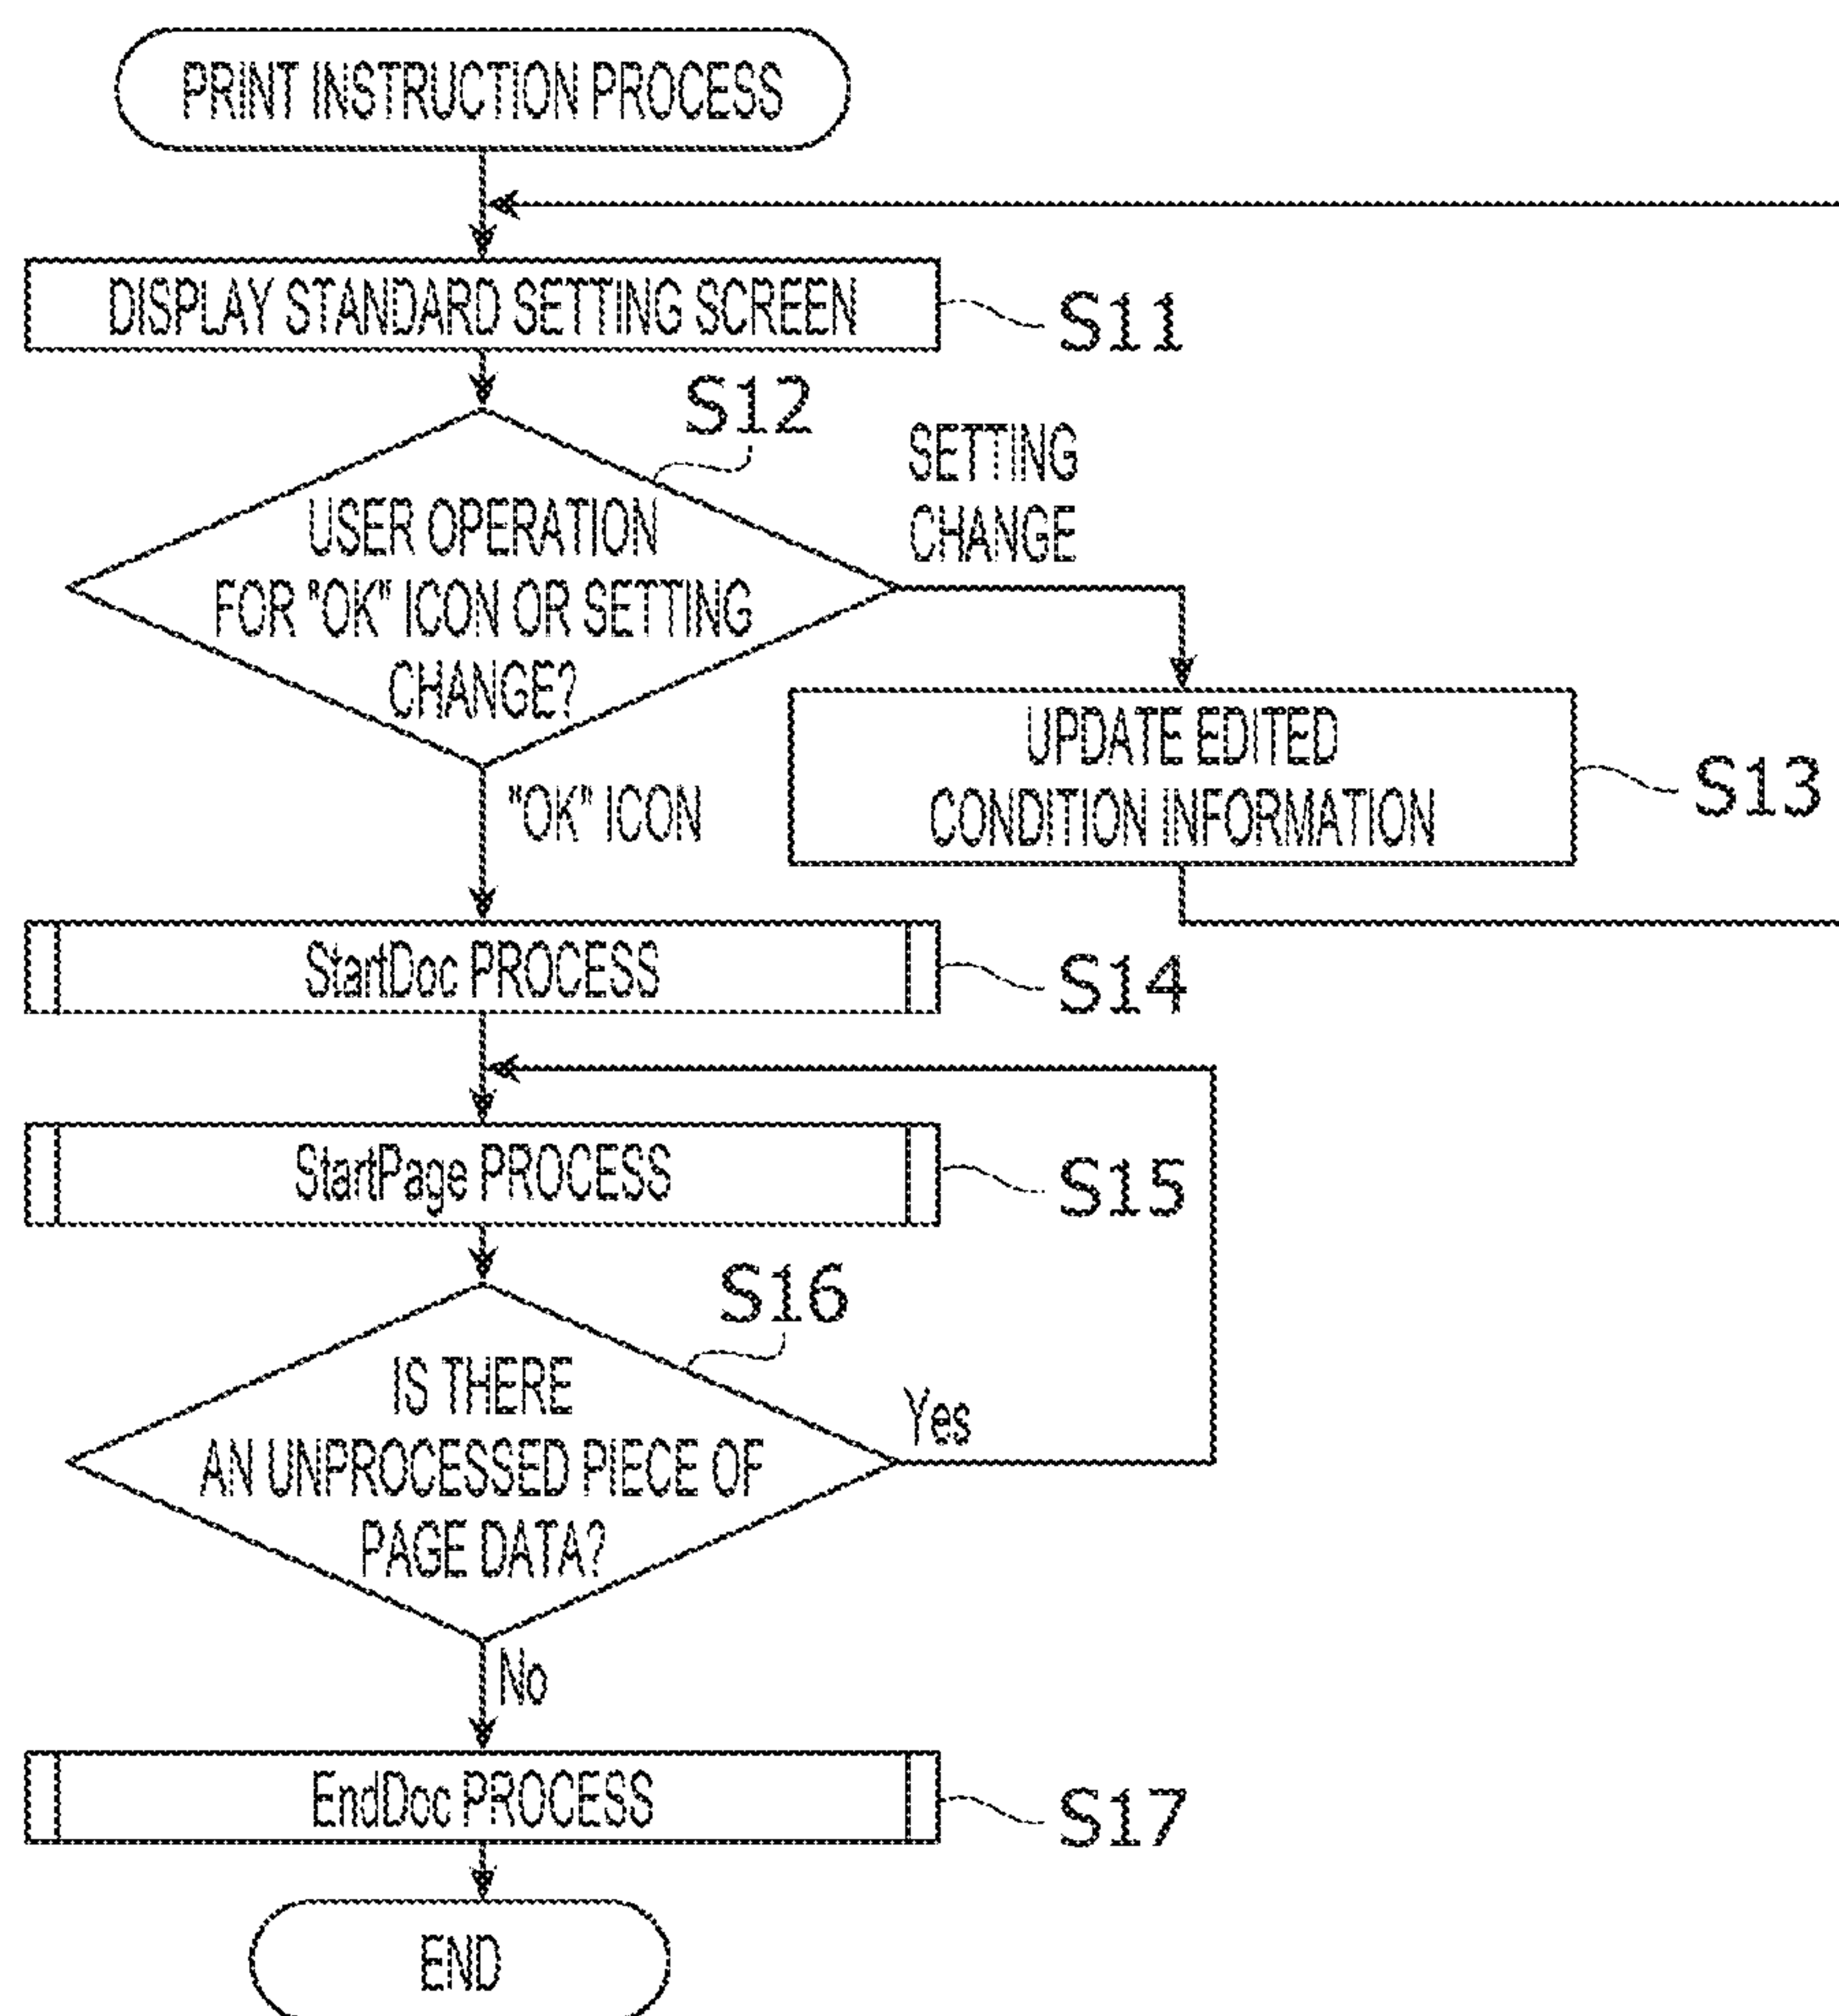 PRINT INSTRUCTION PROCESS
DISPLAY STANDARD SETTING SCREEN
S11
S12
USER OPERATION
FOR "OK" ICON OR SETTING
CHANGE?
SETTING
CHANGE
UPDATE EDITED
CONDITION INFORMATION
S13
"OK" ICON
StartDoc PROCESS
S14
StartPage PROCESS
S15
S16
IS THERE
AN UNPROCESSED PIECE OF
PAGE DATA?
Yes
No
EndDoc PROCESS
S17
END